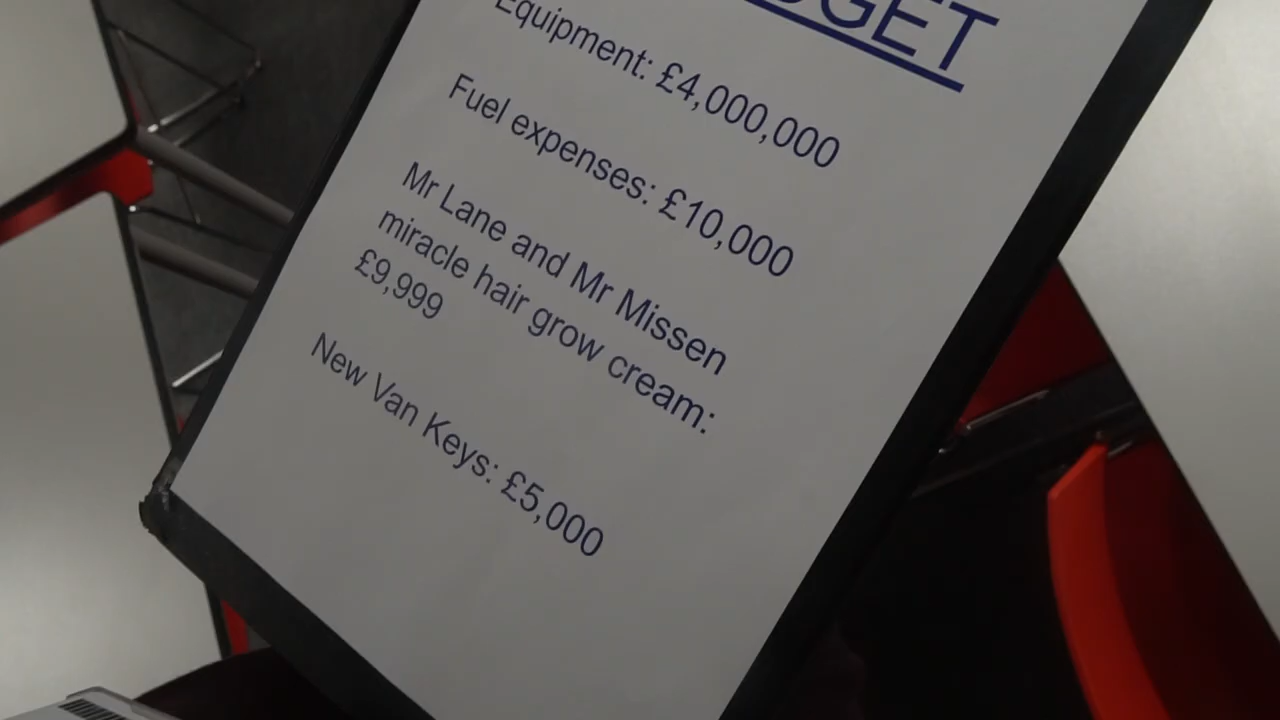 DGET
Equipment: £4,000,000
Fuel expenses: £10,000
Mr Lane and Mr Missen
miracle hair grow cream:
£9,999
New Van Keys: £5,000